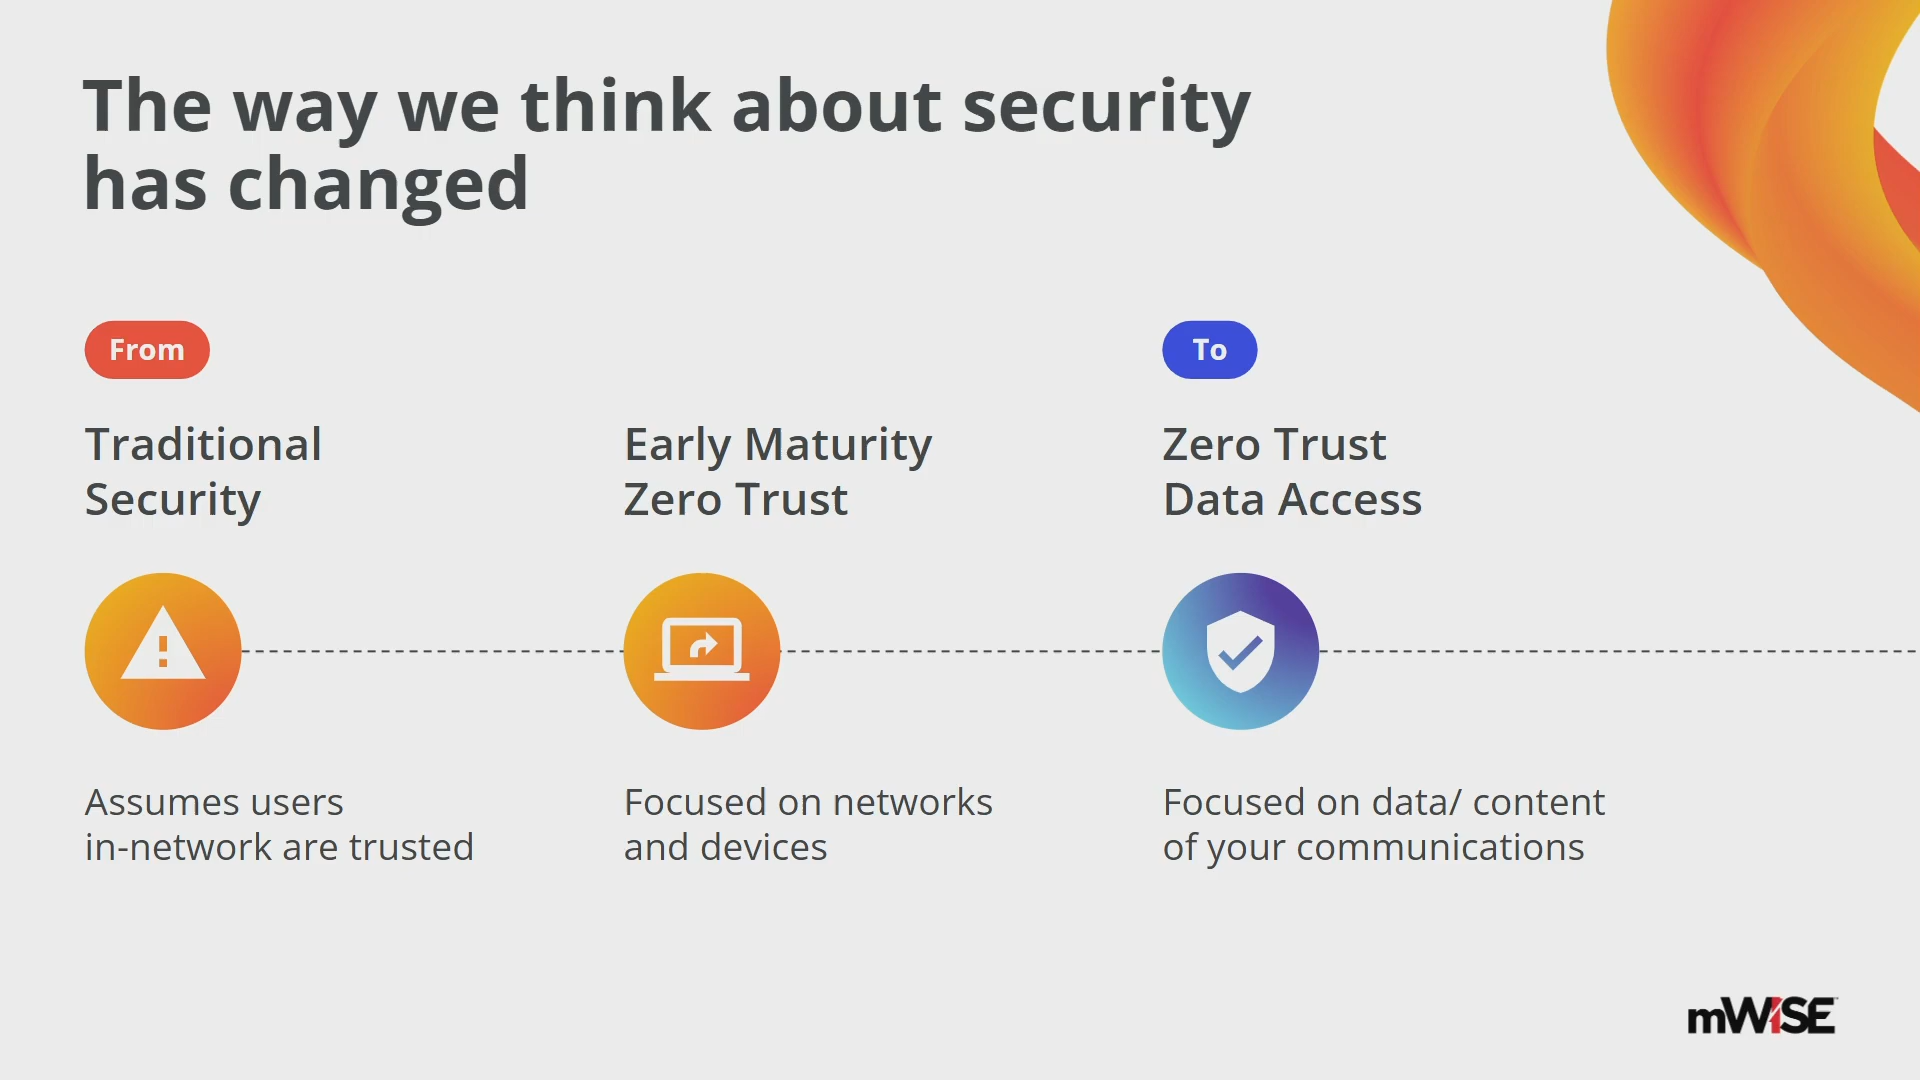 The way we think about security
has changed
From
To
Traditional
Security
Early Maturity
Zero Trust
Zero Trust
Data Access
Assumes users
in-network are trusted
Focused on networks
and devices
Focused on data/ content
of your communications
mWISE